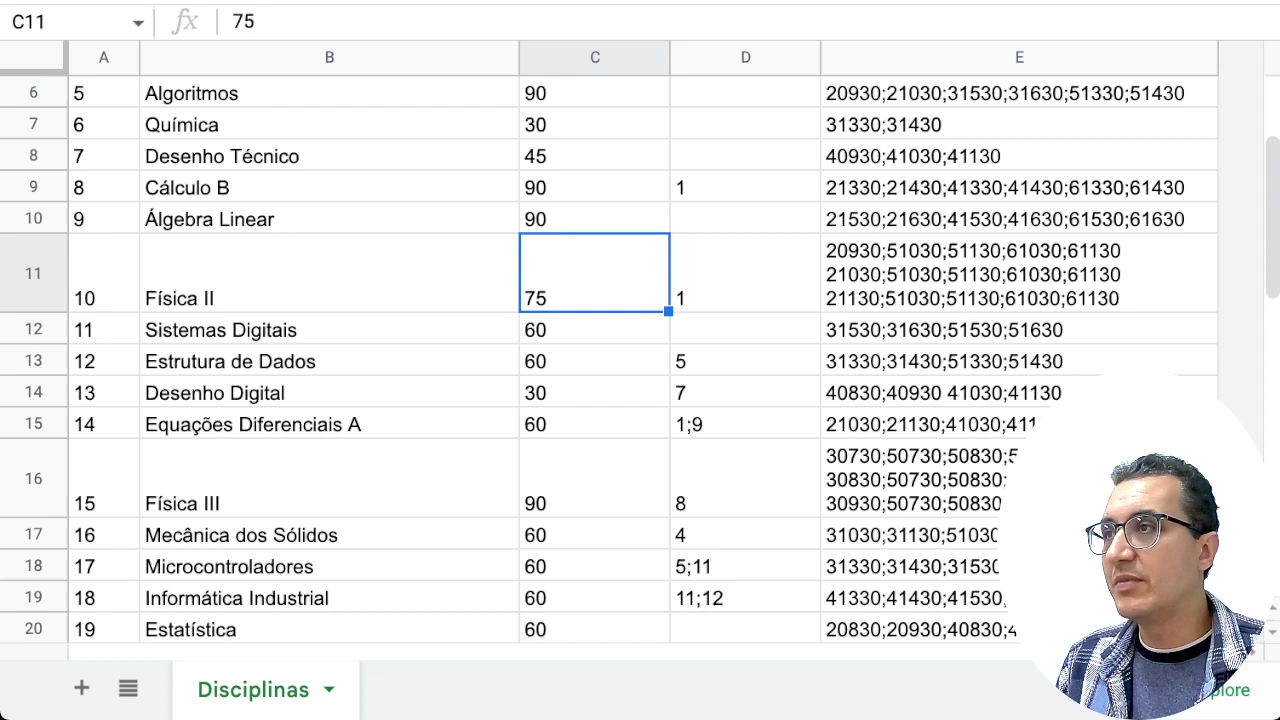 C11 fx 75
A B C D E
6 5 Algoritmos 90 20930;21030;31530;31630;51330;51430
7 6 Química 30 31330;31430
8 7 Desenho Técnico 45 40930;41030;41130
9 8 Cálculo B 90 1 21330;21430;41330;41430;61330;61430
10 9 Álgebra Linear 90 21530;21630;41530;41630;61530;61630
20930;51030;51130;61030;61130
21030;51030;51130;61030;61130
11 10 Física II 75 1 21130;51030;51130;61030;61130
12 11 Sistemas Digitais 60 31530;31630;51530;51630
13 12 Estrutura de Dados 60 5 31330;31430;51330;51430
14 13 Desenho Digital 30 7 40830;40930 41030;41130
15 14 Equações Diferenciais A 60 1;9 21030;21130;41030;
30730;50730;50830;
30830;50730;50830;
16 15 Física III 90 8 30930;50730;50830
17 16 Mecânica dos Sólidos 60 4 31030;31130;51030
18 17 Microcontroladores 60 5;11 31330;31430;31530
19 18 Informática Industrial 60 11;12 41330;41430;41530
20 19 Estatística 60 20830;20930;40830;
+ Disciplinas plore